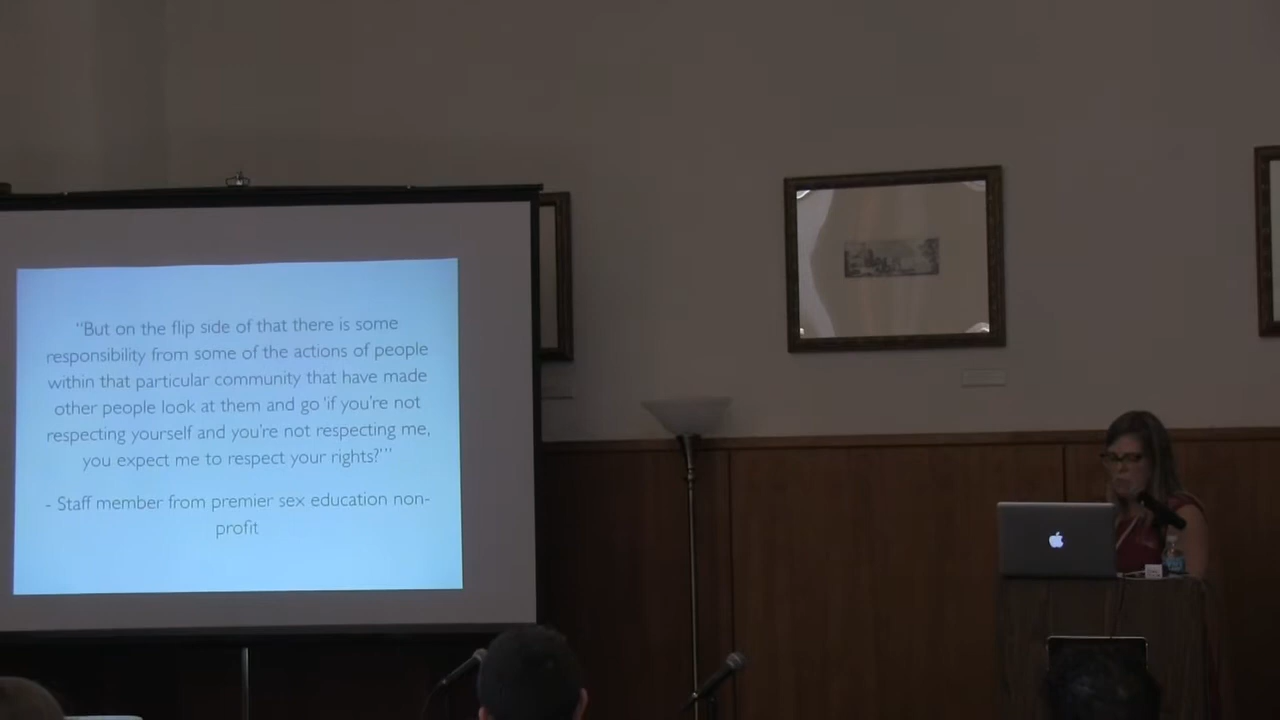 “But on the flip side of that there is some
responsibility from some of the actions of people
within that particular community that have made
other people look at them and go ‘if you’re not
respecting yourself and you’re not respecting me,
you expect me to respect your rights?’”
- Staff member from premier sex education non-
profit